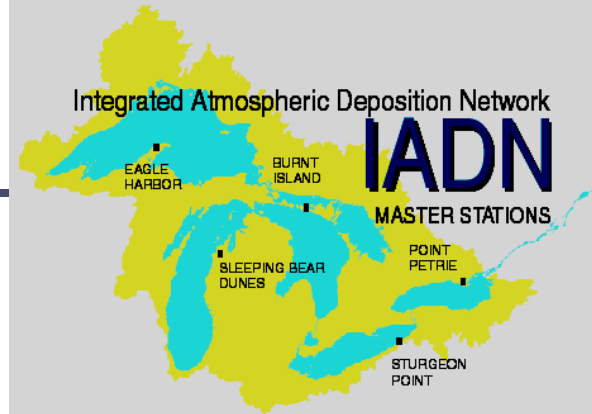 Integrated Atmospheric Deposition Network
IADN
MASTER STATIONS
EAGLE
HARBOR
BURNT
ISLAND
SLEEPING BEAR
DUNES
POINT
PETRIE
STURGEON
POINT